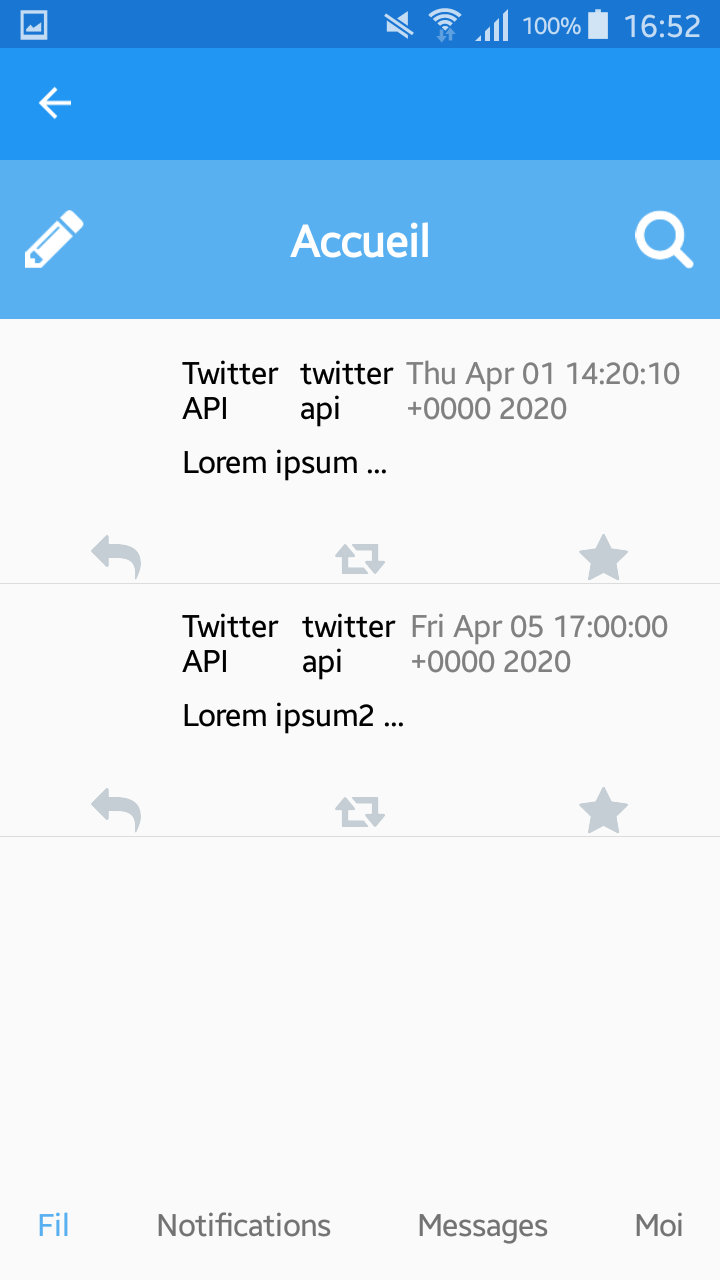 100% 16:52
Accueil
Twitter twitter Thu Apr 01 14:20:10
API api +0000 2020
Lorem ipsum ...
Twitter twitter Fri Apr 05 17:00:00
API api +0000 2020
Lorem ipsum2 ...
Fil Notifications Messages Moi